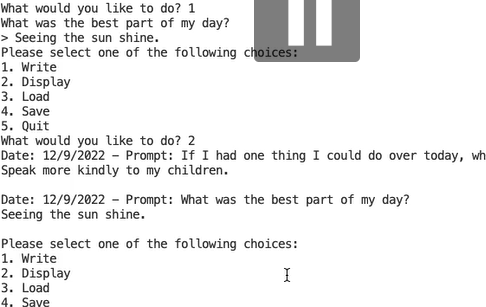 What would you like to do? 1
What was the best part of my day?
> Seeing the sun shine.
Please select one of the following choices:
1. Write
2. Display
3. Load
4. Save
5. Quit
What would you like to do? 2
Date: 12/9/2022 – Prompt: If I had one thing I could do over today, wh
Speak more kindly to my children.
Date: 12/9/2022 – Prompt: What was the best part of my day?
Seeing the sun shine.
Please select one of the following choices:
1. Write
2. Display
3. Load
4. Save